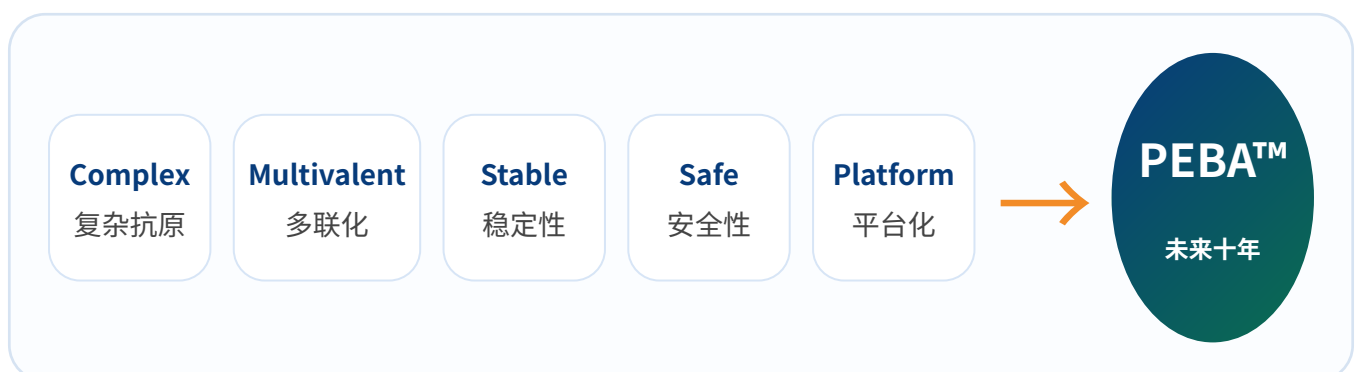 Complex
复杂抗原
Multivalent
多联化
Stable
稳定性
Safe
安全性
Platform
平台化
PEBA™
未来十年